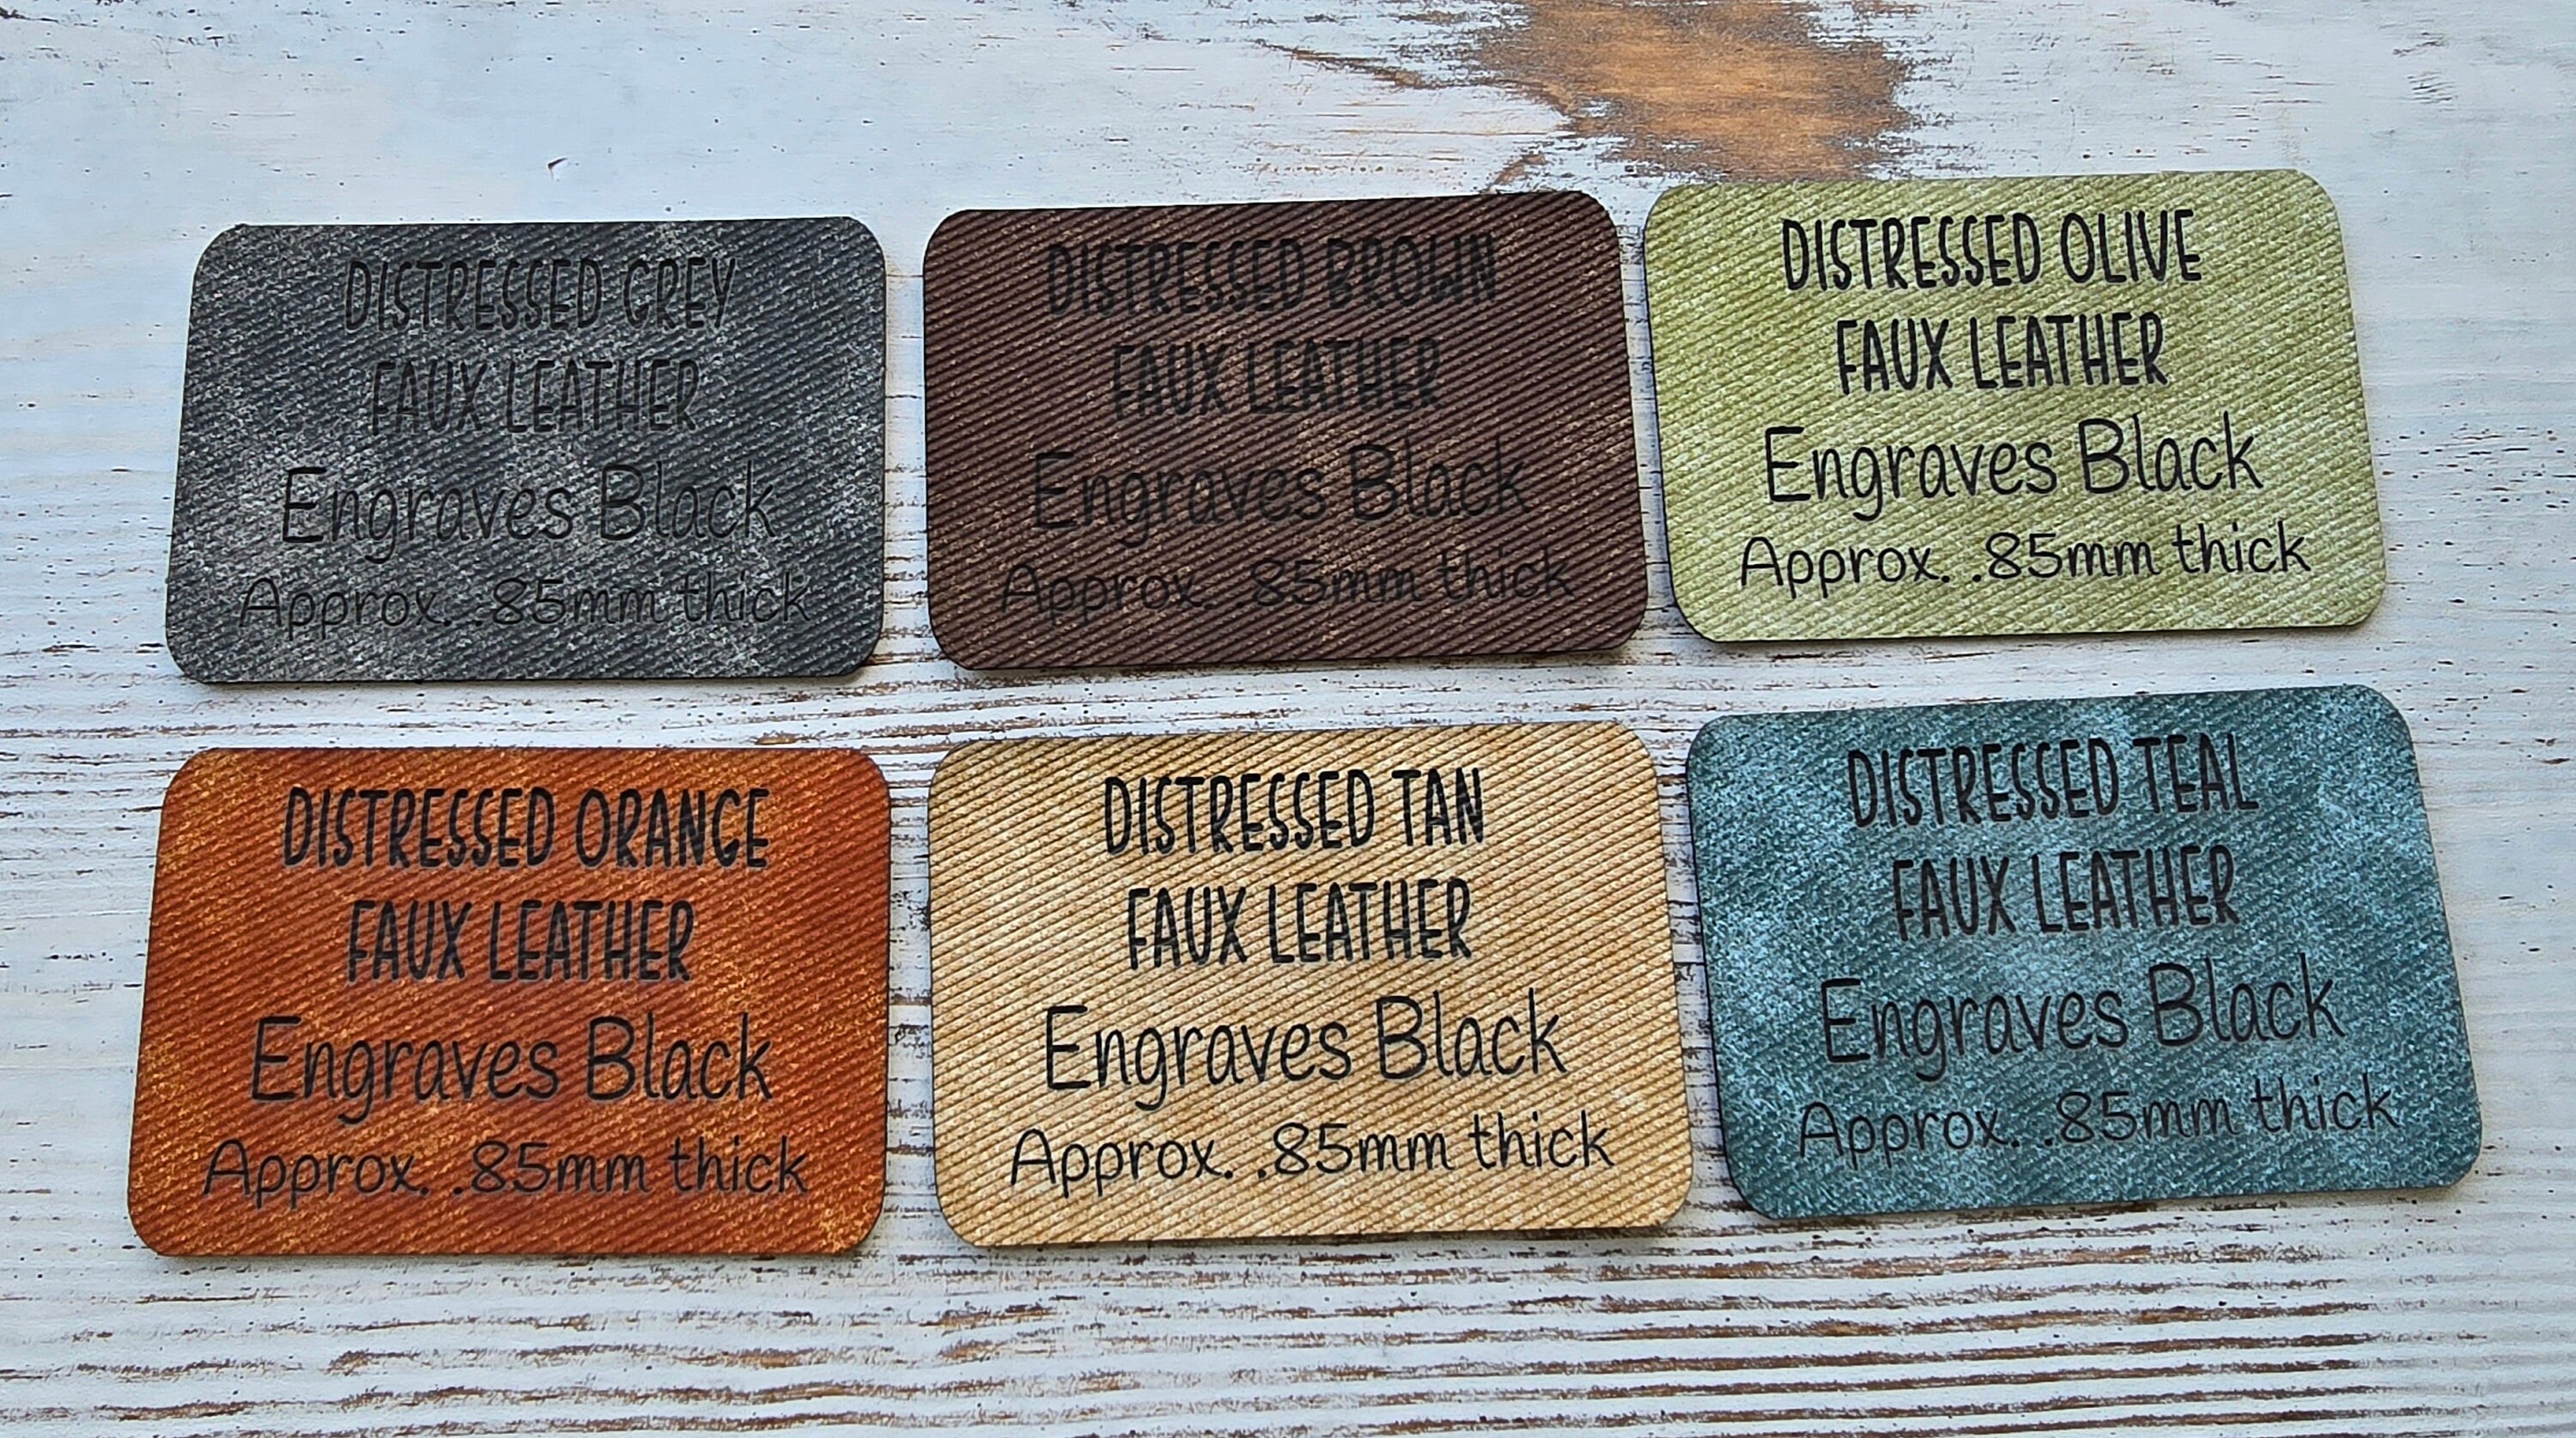 DISTRESSED GREY
FAUX LEATHER
Engraves Black
Approx. .85mm thick
DISTRESSED BROWN
FAUX LEATHER
Engraves Black
Approx. .85mm thick
DISTRESSED OLIVE
FAUX LEATHER
Engraves Black
Approx. .85mm thick
DISTRESSED ORANGE
FAUX LEATHER
Engraves Black
Approx. .85mm thick
DISTRESSED TAN
FAUX LEATHER
Engraves Black
Approx. .85mm thick
DISTRESSED TEAL
FAUX LEATHER
Engraves Black
Approx. .85mm thick